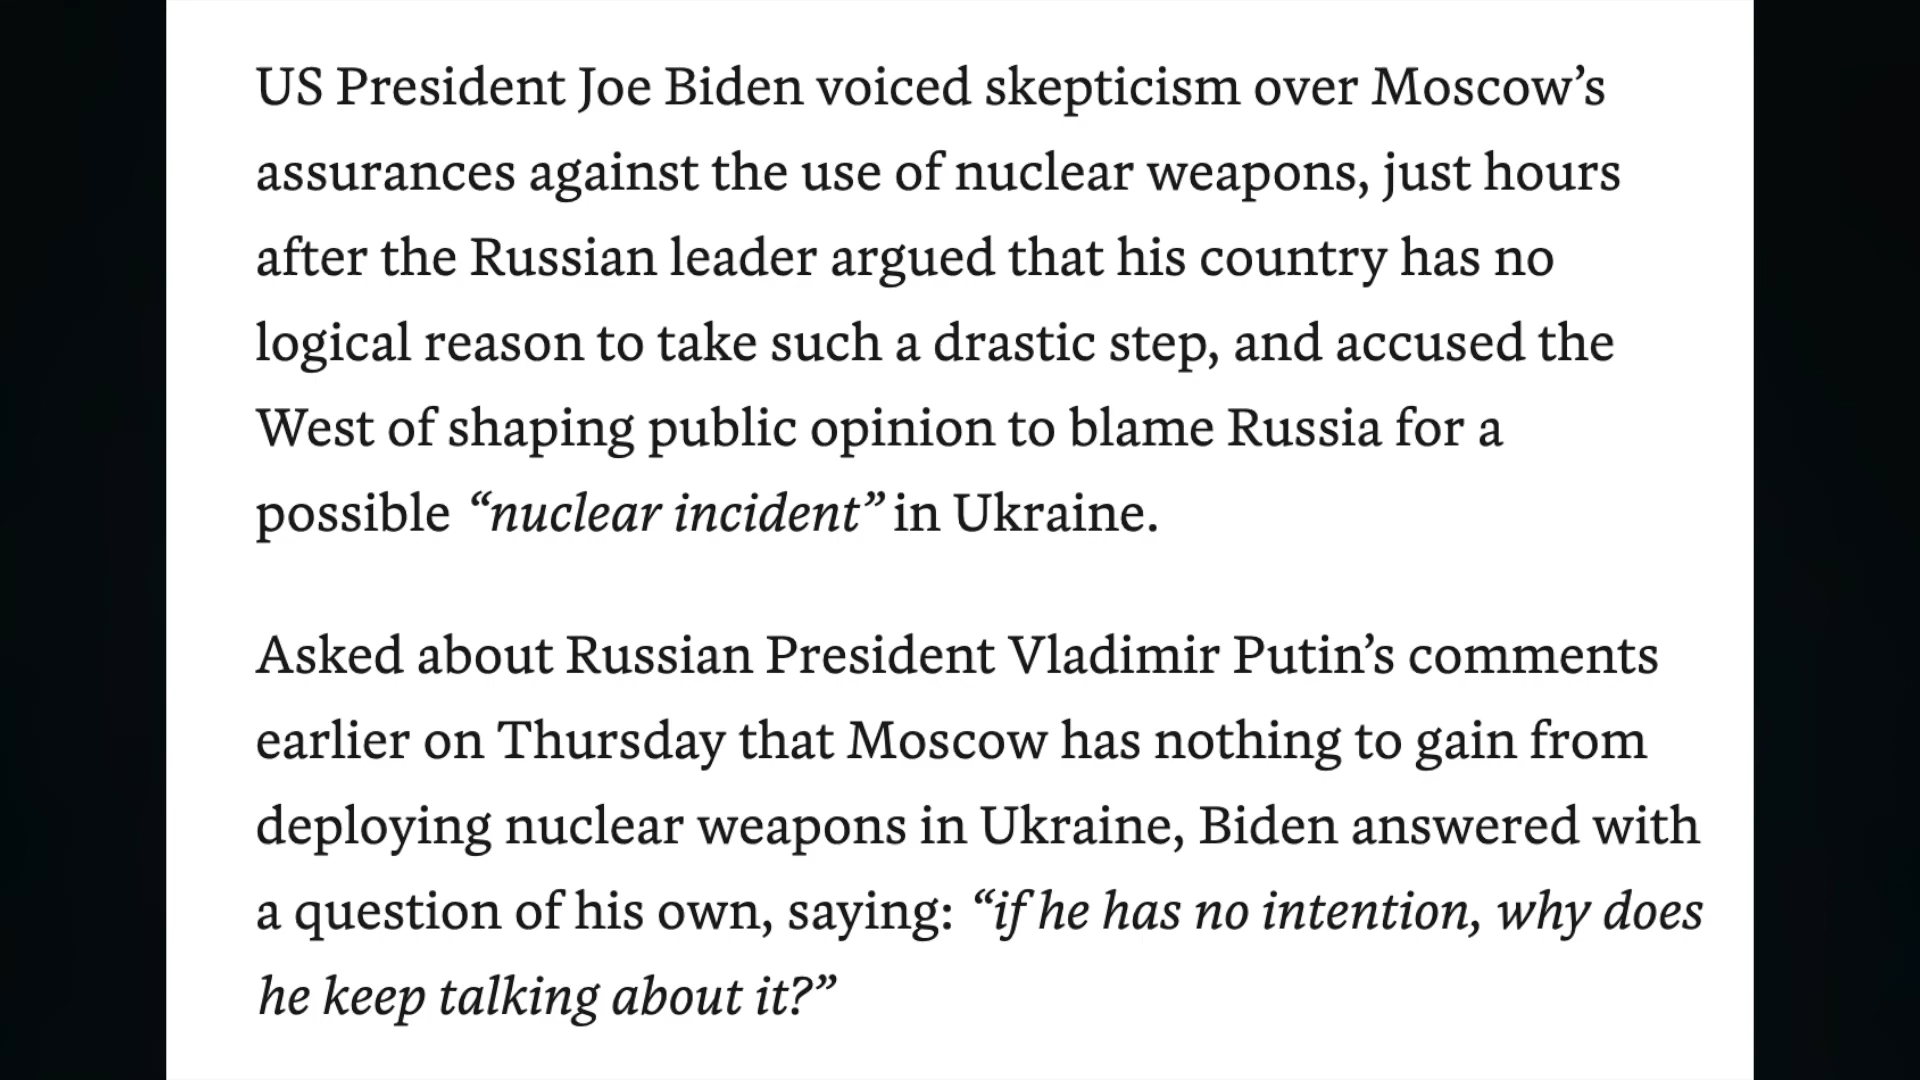 US President Joe Biden voiced skepticism over Moscow’s
assurances against the use of nuclear weapons, just hours
after the Russian leader argued that his country has no
logical reason to take such a drastic step, and accused the
West of shaping public opinion to blame Russia for a
possible “nuclear incident” in Ukraine.
Asked about Russian President Vladimir Putin’s comments
earlier on Thursday that Moscow has nothing to gain from
deploying nuclear weapons in Ukraine, Biden answered with
a question of his own, saying: “if he has no intention, why does
he keep talking about it?”